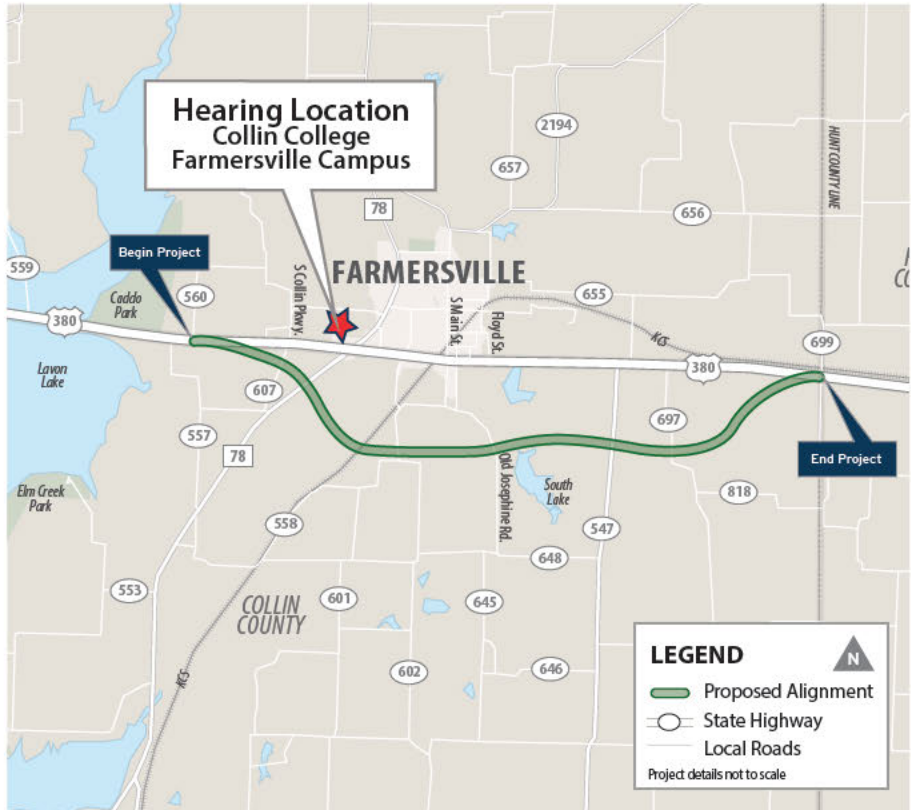 Hearing Location
Collin College
Farmersville Campus
2194
657
78
HUNT COUNTY LINE
656
559
Begin Project
Caddo
Park
560
S Collin Pkwy.
FARMERSVILLE
S Main St.
Floyd St.
655
KCS
380
699
380
Lavon
Lake
607
697
End Project
557
78
Elm Creek
Park
Old Josephine Rd.
South
Lake
818
558
547
648
553
601
645
COLLIN
COUNTY
602
646
KCS
LEGEND
N
Proposed Alignment
State Highway
Local Roads
Project details not to scale